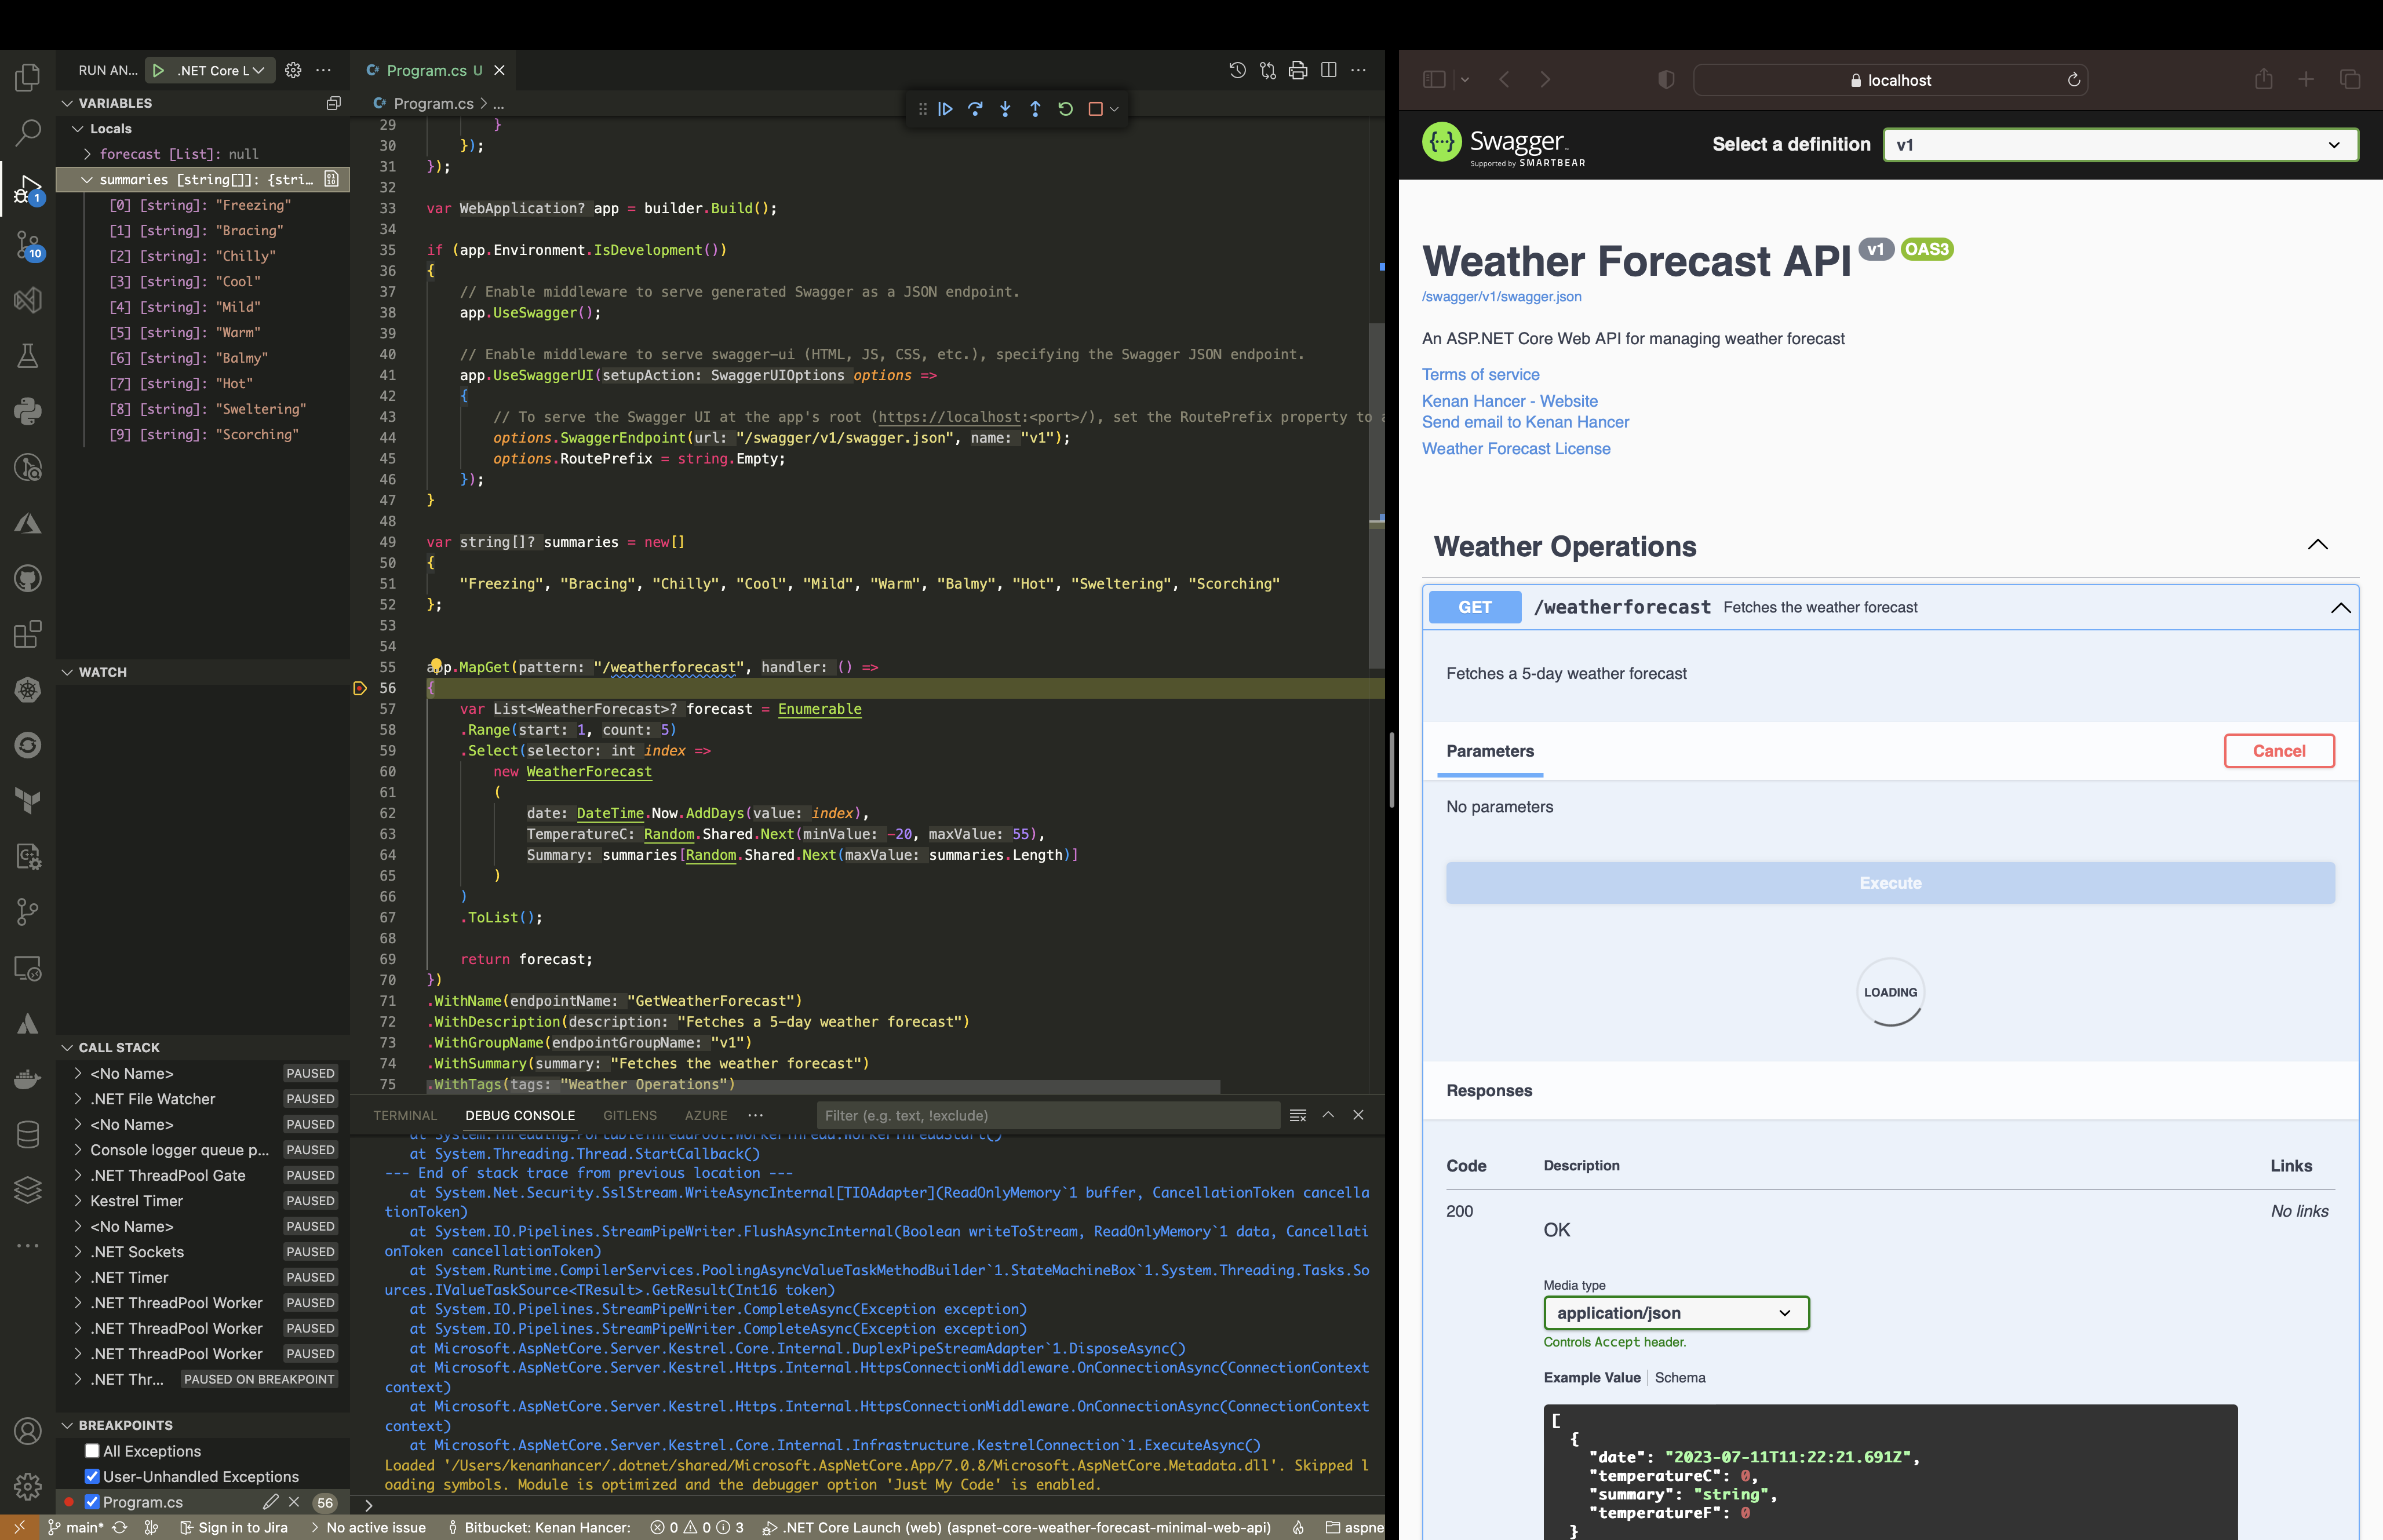 RUN AN...
.NET Core L
VARIABLES
Locals
forecast [List]: null
summaries [string[]]: {stri...
[0] [string]: "Freezing"
[1] [string]: "Bracing"
[2] [string]: "Chilly"
[3] [string]: "Cool"
[4] [string]: "Mild"
[5] [string]: "Warm"
[6] [string]: "Balmy"
[7] [string]: "Hot"
[8] [string]: "Sweltering"
[9] [string]: "Scorching"
WATCH
CALL STACK
<No Name> PAUSED
.NET File Watcher PAUSED
<No Name> PAUSED
Console logger queue p... PAUSED
.NET ThreadPool Gate PAUSED
Kestrel Timer PAUSED
<No Name> PAUSED
.NET Sockets PAUSED
.NET Timer PAUSED
.NET ThreadPool Worker PAUSED
.NET ThreadPool Worker PAUSED
.NET ThreadPool Worker PAUSED
.NET Thr... PAUSED ON BREAKPOINT
BREAKPOINTS
All Exceptions
User-Unhandled Exceptions
Program.cs 56
1
10
Program.cs U
Program.cs > ...
29 }
30 });
31 });
32
33 var WebApplication? app = builder.Build();
34
35 if (app.Environment.IsDevelopment())
36 {
37 // Enable middleware to serve generated Swagger as a JSON endpoint.
38 app.UseSwagger();
39
40 // Enable middleware to serve swagger-ui (HTML, JS, CSS, etc.), specifying the Swagger JSON endpoint.
41 app.UseSwaggerUI(setupAction: SwaggerUIOptions options =>
42 {
43 // To serve the Swagger UI at the app's root (https://localhost:<port>/), set the RoutePrefix property to a
44 options.SwaggerEndpoint(url: "/swagger/v1/swagger.json", name: "v1");
45 options.RoutePrefix = string.Empty;
46 });
47 }
48
49 var string[]? summaries = new[]
50 {
51 "Freezing", "Bracing", "Chilly", "Cool", "Mild", "Warm", "Balmy", "Hot", "Sweltering", "Scorching"
52 };
53
54
55 app.MapGet(pattern: "/weatherforecast", handler: () =>
56 {
57 var List<WeatherForecast>? forecast = Enumerable
58 .Range(start: 1, count: 5)
59 .Select(selector: int index =>
60 new WeatherForecast
61 (
62 date: DateTime.Now.AddDays(value: index),
63 TemperatureC: Random.Shared.Next(minValue: -20, maxValue: 55),
64 Summary: summaries[Random.Shared.Next(maxValue: summaries.Length)]
65 )
66 )
67 .ToList();
68
69 return forecast;
70 })
71 .WithName(endpointName: "GetWeatherForecast")
72 .WithDescription(description: "Fetches a 5-day weather forecast")
73 .WithGroupName(endpointGroupName: "v1")
74 .WithSummary(summary: "Fetches the weather forecast")
75 .WithTags(tags: "Weather Operations")
TERMINAL DEBUG CONSOLE GITLENS AZURE ... Filter (e.g. text, !exclude)
at System.Threading.PortableThreadPool.WorkerThread.WorkerThreadStart()
at System.Threading.Thread.StartCallback()
--- End of stack trace from previous location ---
at System.Net.Security.SslStream.WriteAsyncInternal[TIOAdapter](ReadOnlyMemory`1 buffer, CancellationToken cancella
tionToken)
at System.IO.Pipelines.StreamPipeWriter.FlushAsyncInternal(Boolean writeToStream, ReadOnlyMemory`1 data, Cancellati
onToken cancellationToken)
at System.Runtime.CompilerServices.PoolingAsyncValueTaskMethodBuilder`1.StateMachineBox`1.System.Threading.Tasks.So
urces.IValueTaskSource<TResult>.GetResult(Int16 token)
at System.IO.Pipelines.StreamPipeWriter.CompleteAsync(Exception exception)
at System.IO.Pipelines.StreamPipeWriter.CompleteAsync(Exception exception)
at Microsoft.AspNetCore.Server.Kestrel.Core.Internal.DuplexPipeStreamAdapter`1.DisposeAsync()
at Microsoft.AspNetCore.Server.Kestrel.Https.Internal.HttpsConnectionMiddleware.OnConnectionAsync(ConnectionContext
context)
at Microsoft.AspNetCore.Server.Kestrel.Https.Internal.HttpsConnectionMiddleware.OnConnectionAsync(ConnectionContext
context)
at Microsoft.AspNetCore.Server.Kestrel.Core.Internal.Infrastructure.KestrelConnection`1.ExecuteAsync()
Loaded '/Users/kenanhancer/.dotnet/shared/Microsoft.AspNetCore.App/7.0.8/Microsoft.AspNetCore.Metadata.dll'. Skipped l
oading symbols. Module is optimized and the debugger option 'Just My Code' is enabled.
main* Sign in to Jira No active issue Bitbucket: Kenan Hancer: 0 0 3 .NET Core Launch (web) (aspnet-core-weather-forecast-minimal-web-api) aspne
localhost
Swagger
Supported by SMARTBEAR
Select a definition v1
Weather Forecast API v1 OAS3
/swagger/v1/swagger.json
An ASP.NET Core Web API for managing weather forecast
Terms of service
Kenan Hancer - Website
Send email to Kenan Hancer
Weather Forecast License
Weather Operations
GET /weatherforecast Fetches the weather forecast
Fetches a 5-day weather forecast
Parameters Cancel
No parameters
Execute
LOADING
Responses
Code Description Links
200 OK No links
Media type
application/json
Controls Accept header.
Example Value Schema
[
{
"date": "2023-07-11T11:22:21.691Z",
"temperatureC": 0,
"summary": "string",
"temperatureF": 0
}